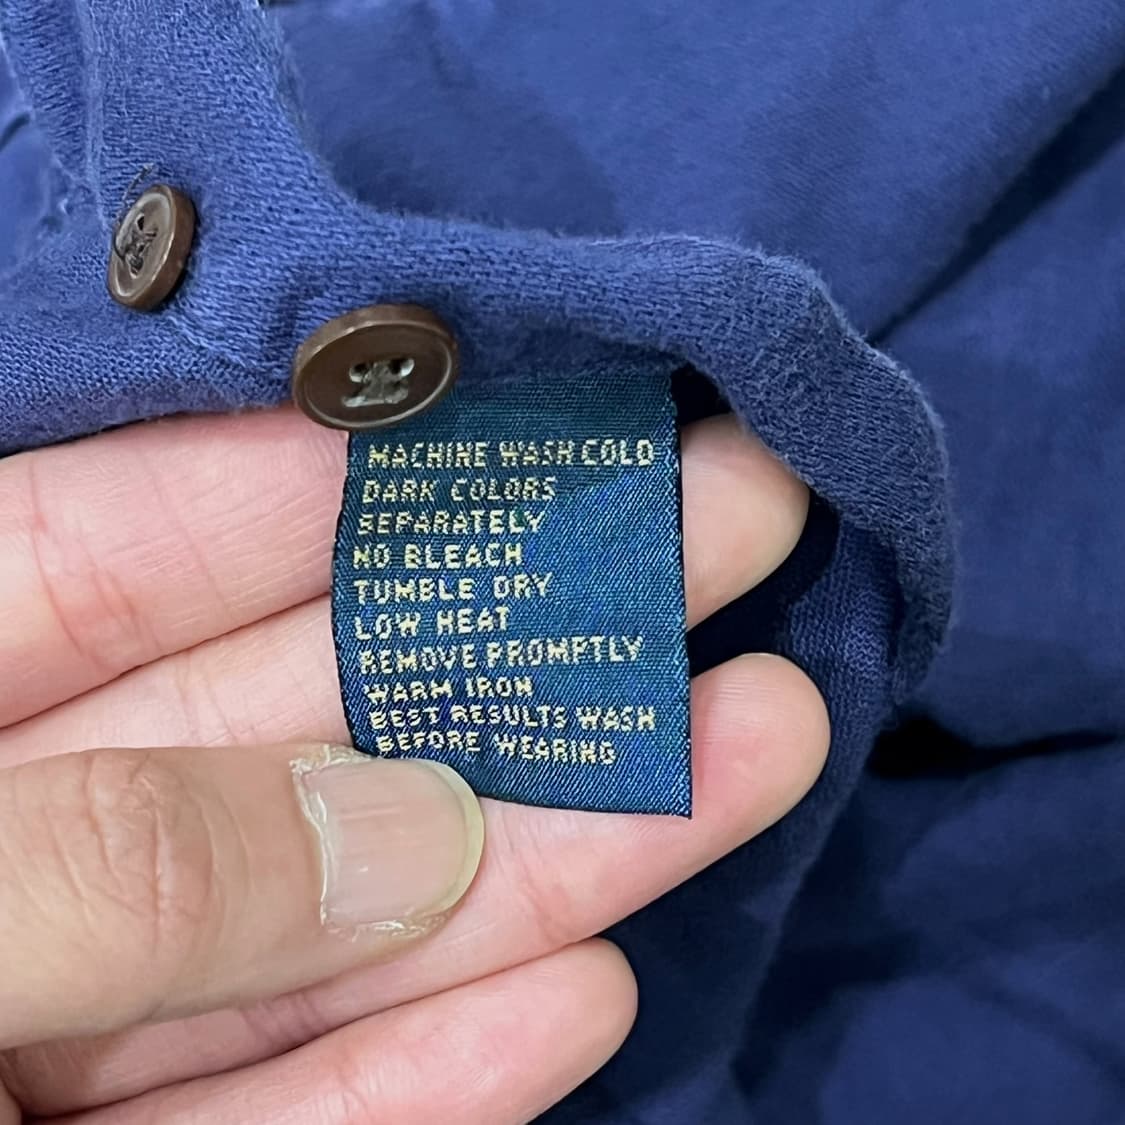 MACHINE WASH COLD
DARK COLORS
SEPARATELY
NO BLEACH
TUMBLE DRY
LOW HEAT
REMOVE PROMPTLY
WARM IRON
BEST RESULTS WASH
BEFORE WEARING